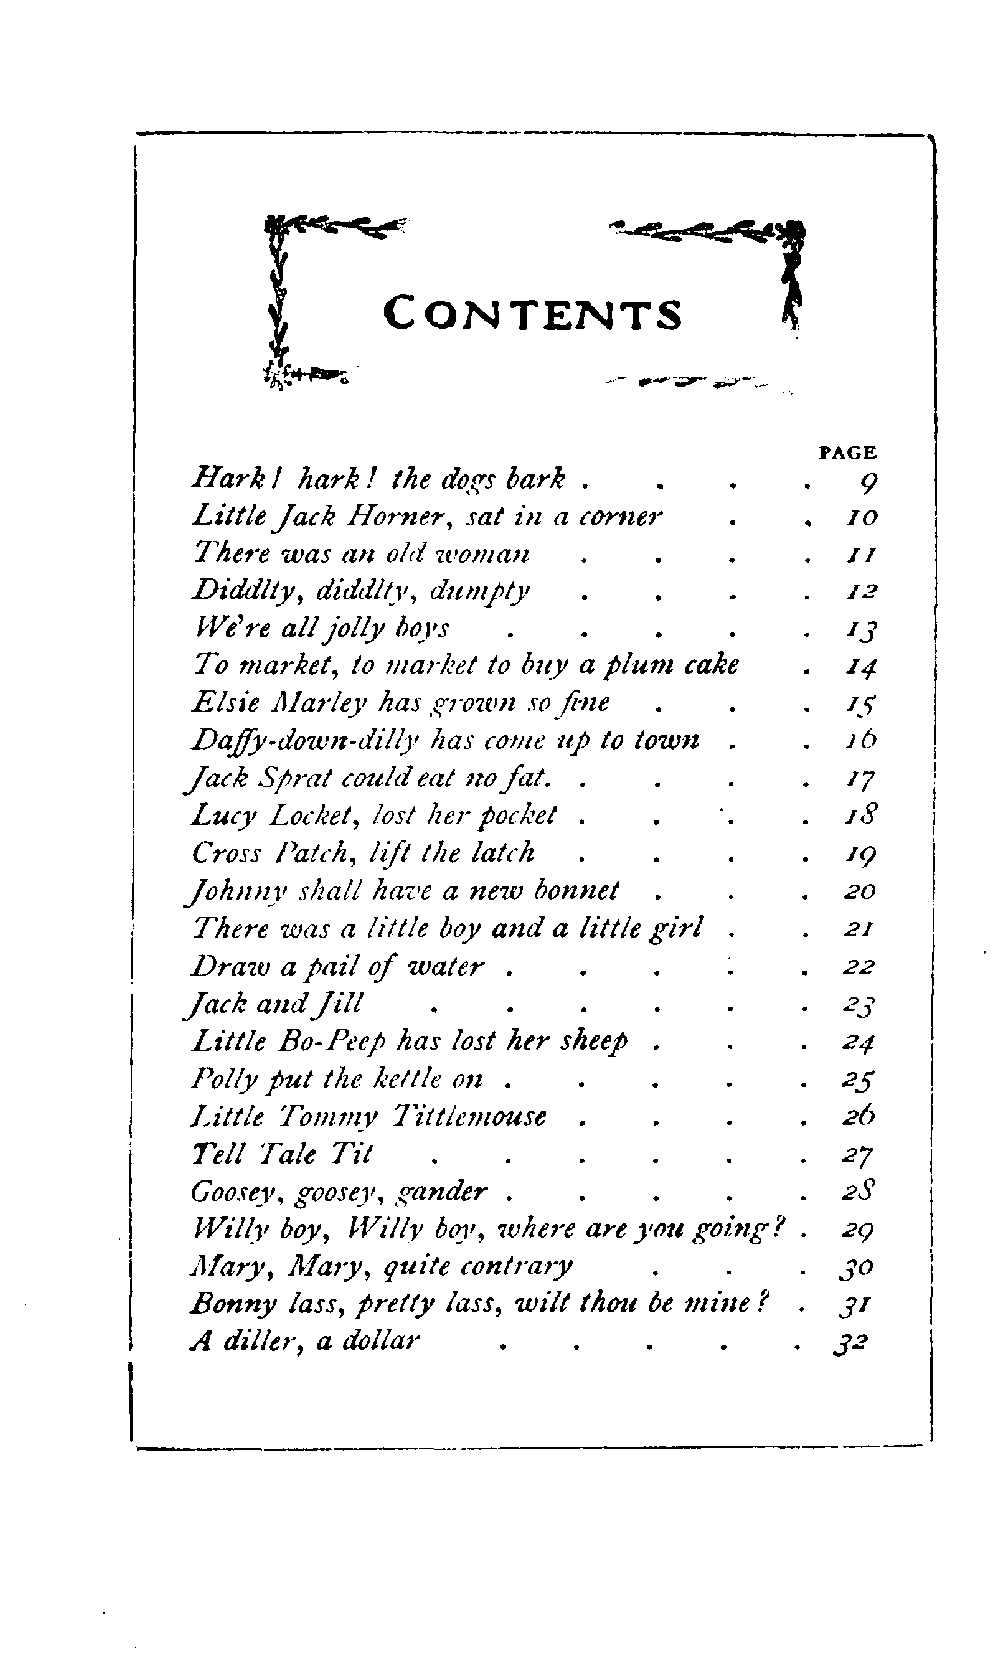 CONTENTS
PAGE
Hark! hark! the dogs bark . . . . 9
Little Jack Horner, sat in a corner . . 10
There was an old woman . . . . 11
Diddlty, diddlty, dumpty . . . . 12
We're all jolly boys . . . . . 13
To market, to market to buy a plum cake . 14
Elsie Marley has grown so fine . . . 15
Daffy-down-dilly has come up to town . . 16
Jack Sprat could eat no fat. . . . . 17
Lucy Locket, lost her pocket . . . . 18
Cross Patch, lift the latch . . . . 19
Johnny shall have a new bonnet . . . 20
There was a little boy and a little girl . . 21
Draw a pail of water . . . . . 22
Jack and Jill . . . . . . 23
Little Bo-Peep has lost her sheep . . . 24
Polly put the kettle on . . . . . 25
Little Tommy Tittlemouse . . . . 26
Tell Tale Tit . . . . . . 27
Goosey, goosey, gander . . . . . 28
Willy boy, Willy boy, where are you going? . 29
Mary, Mary, quite contrary . . . 30
Bonny lass, pretty lass, wilt thou be mine? . 31
A diller, a dollar . . . . . 32